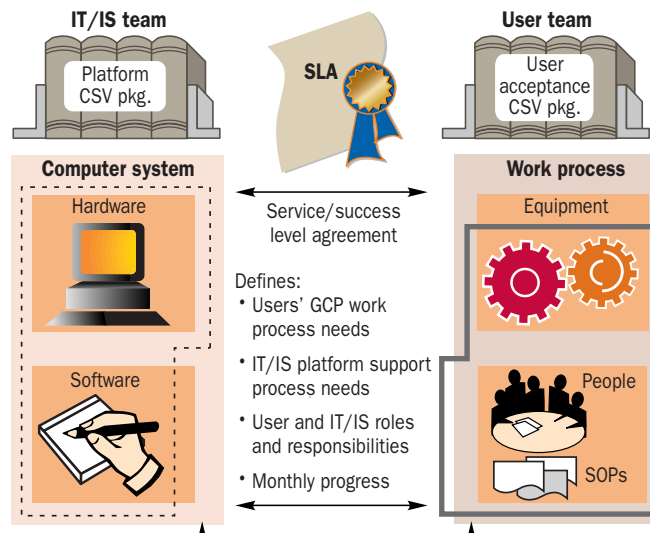 IT/IS team
Platform
CSV pkg.
SLA
User team
User
acceptance
CSV pkg.
Computer system
Hardware
Software
Service/success
level agreement
Defines:
• Users' GCP work
process needs
• IT/IS platform support
process needs
• User and IT/IS roles
and responsibilities
• Monthly progress
Work process
Equipment
People
SOPs